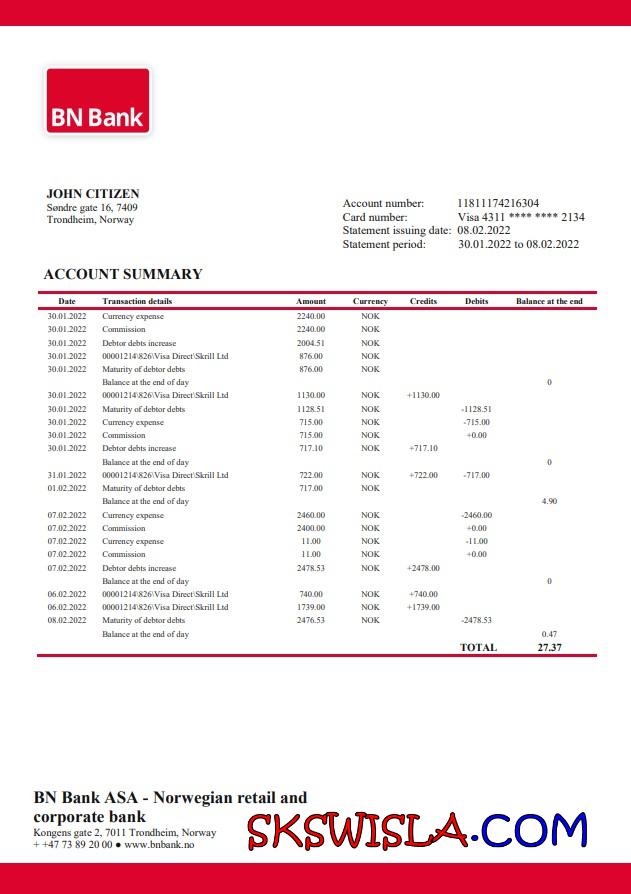 BN Bank
JOHN CITIZEN
Søndre gate 16, 7409
Trondheim, Norway
Account number: 11811174216304
Card number: Visa 4311 **** **** 2134
Statement issuing date: 08.02.2022
Statement period: 30.01.2022 to 08.02.2022
ACCOUNT SUMMARY
Date Transaction details Amount Currency Credits Debits Balance at the end
30.01.2022 Currency expense 2240.00 NOK
30.01.2022 Commission 2240.00 NOK
30.01.2022 Debtor debts increase 2004.51 NOK
30.01.2022 00001214\826\Visa Direct\Skrill Ltd 876.00 NOK
30.01.2022 Maturity of debtor debts 876.00 NOK
Balance at the end of day 0
30.01.2022 00001214\826\Visa Direct\Skrill Ltd 1130.00 NOK +1130.00
30.01.2022 Maturity of debtor debts 1128.51 NOK -1128.51
30.01.2022 Currency expense 715.00 NOK -715.00
30.01.2022 Commission 715.00 NOK +0.00
30.01.2022 Debtor debts increase 717.10 NOK +717.10
Balance at the end of day 0
31.01.2022 00001214\826\Visa Direct\Skrill Ltd 722.00 NOK +722.00 -717.00
01.02.2022 Maturity of debtor debts 717.00 NOK
Balance at the end of day 4.90
07.02.2022 Currency expense 2460.00 NOK -2460.00
07.02.2022 Commission 2400.00 NOK +0.00
07.02.2022 Currency expense 11.00 NOK -11.00
07.02.2022 Commission 11.00 NOK +0.00
07.02.2022 Debtor debts increase 2478.53 NOK +2478.00
Balance at the end of day 0
06.02.2022 00001214\826\Visa Direct\Skrill Ltd 740.00 NOK +740.00
06.02.2022 00001214\826\Visa Direct\Skrill Ltd 1739.00 NOK +1739.00
08.02.2022 Maturity of debtor debts 2476.53 NOK -2478.53
Balance at the end of day 0.47
TOTAL 27.37
BN Bank ASA - Norwegian retail and
corporate bank
Kongens gate 2, 7011 Trondheim, Norway
+ +47 73 89 20 00 ● www.bnbank.no
SKSWISLA.COM